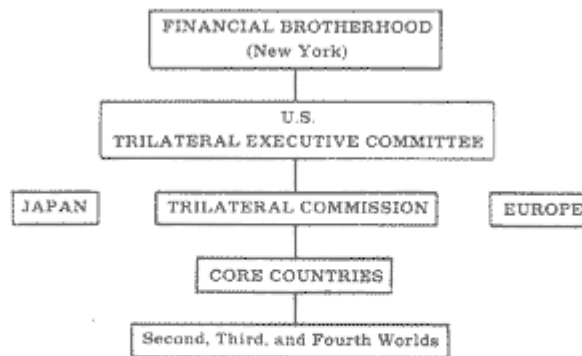 FINANCIAL BROTHERHOOD
(New York)
U.S.
TRILATERAL EXECUTIVE COMMITTEE
JAPAN
TRILATERAL COMMISSION
EUROPE
CORE COUNTRIES
Second, Third, and Fourth Worlds